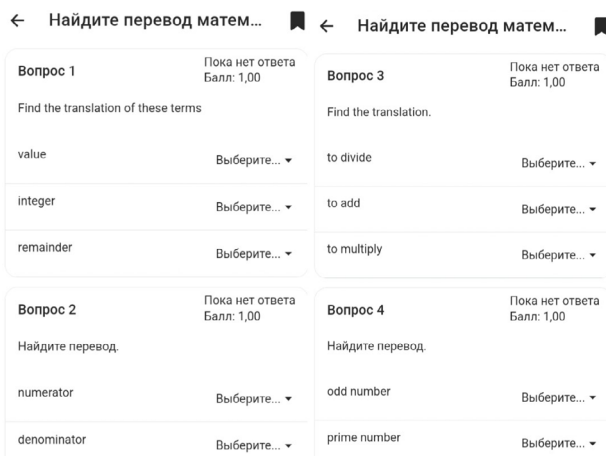 Найдите перевод матем...
Вопрос 1
Пока нет ответа
Балл: 1,00
Find the translation of these terms
value
Выберите...
integer
Выберите...
remainder
Выберите...
Вопрос 2
Пока нет ответа
Балл: 1,00
Найдите перевод.
numerator
Выберите...
denominator
Выберите...
Найдите перевод матем...
Вопрос 3
Пока нет ответа
Балл: 1,00
Find the translation.
to divide
Выберите...
to add
Выберите...
to multiply
Выберите...
Вопрос 4
Пока нет ответа
Балл: 1,00
Найдите перевод.
odd number
Выберите...
prime number
Выберите...